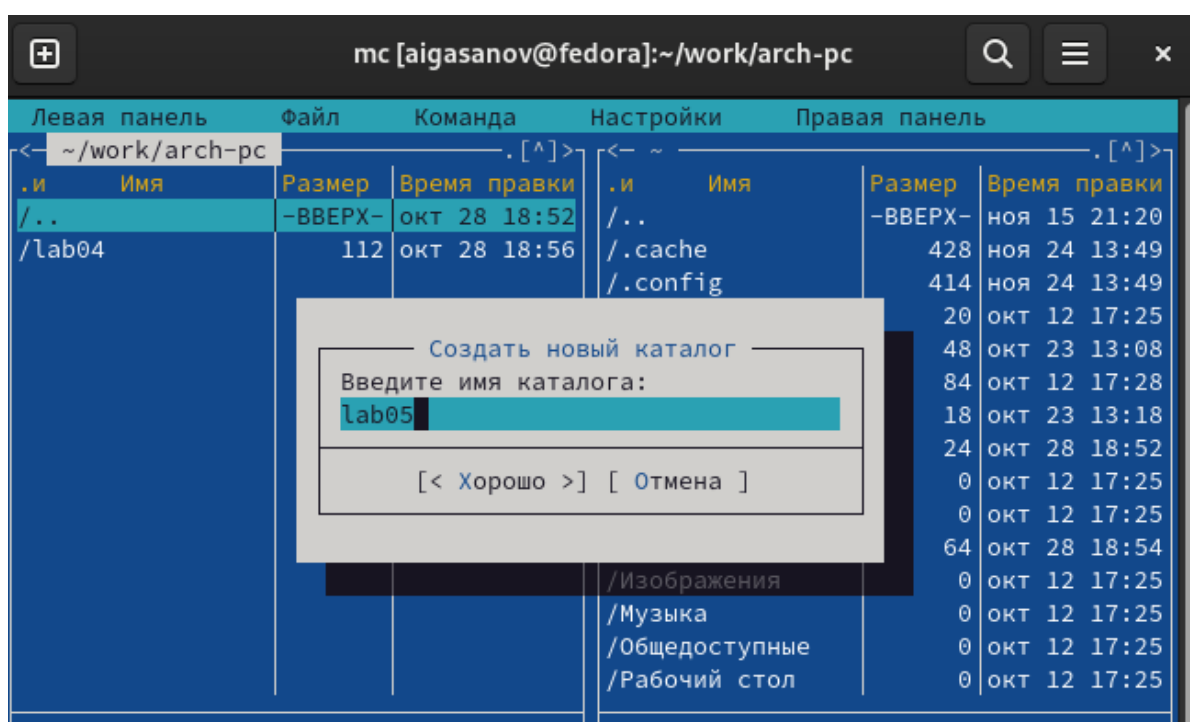 mc [aigasanov@fedora]:~/work/arch-pc
Левая панель Файл Команда Настройки Правая панель
<— ~/work/arch-pc .[^]> <— ~ .[^]>
.и Имя Размер Время правки .и Имя Размер Время правки
/.. -ВВЕРХ- окт 28 18:52 /.. -ВВЕРХ- ноя 15 21:20
/lab04 112 окт 28 18:56 /.cache 428 ноя 24 13:49
/.config 414 ноя 24 13:49
20 окт 12 17:25
Создать новый каталог 48 окт 23 13:08
Введите имя каталога: 84 окт 12 17:28
lab05 18 окт 23 13:18
24 окт 28 18:52
[< Хорошо >] [ Отмена ] 0 окт 12 17:25
0 окт 12 17:25
64 окт 28 18:54
/Изображения 0 окт 12 17:25
/Музыка 0 окт 12 17:25
/Общедоступные 0 окт 12 17:25
/Рабочий стол 0 окт 12 17:25